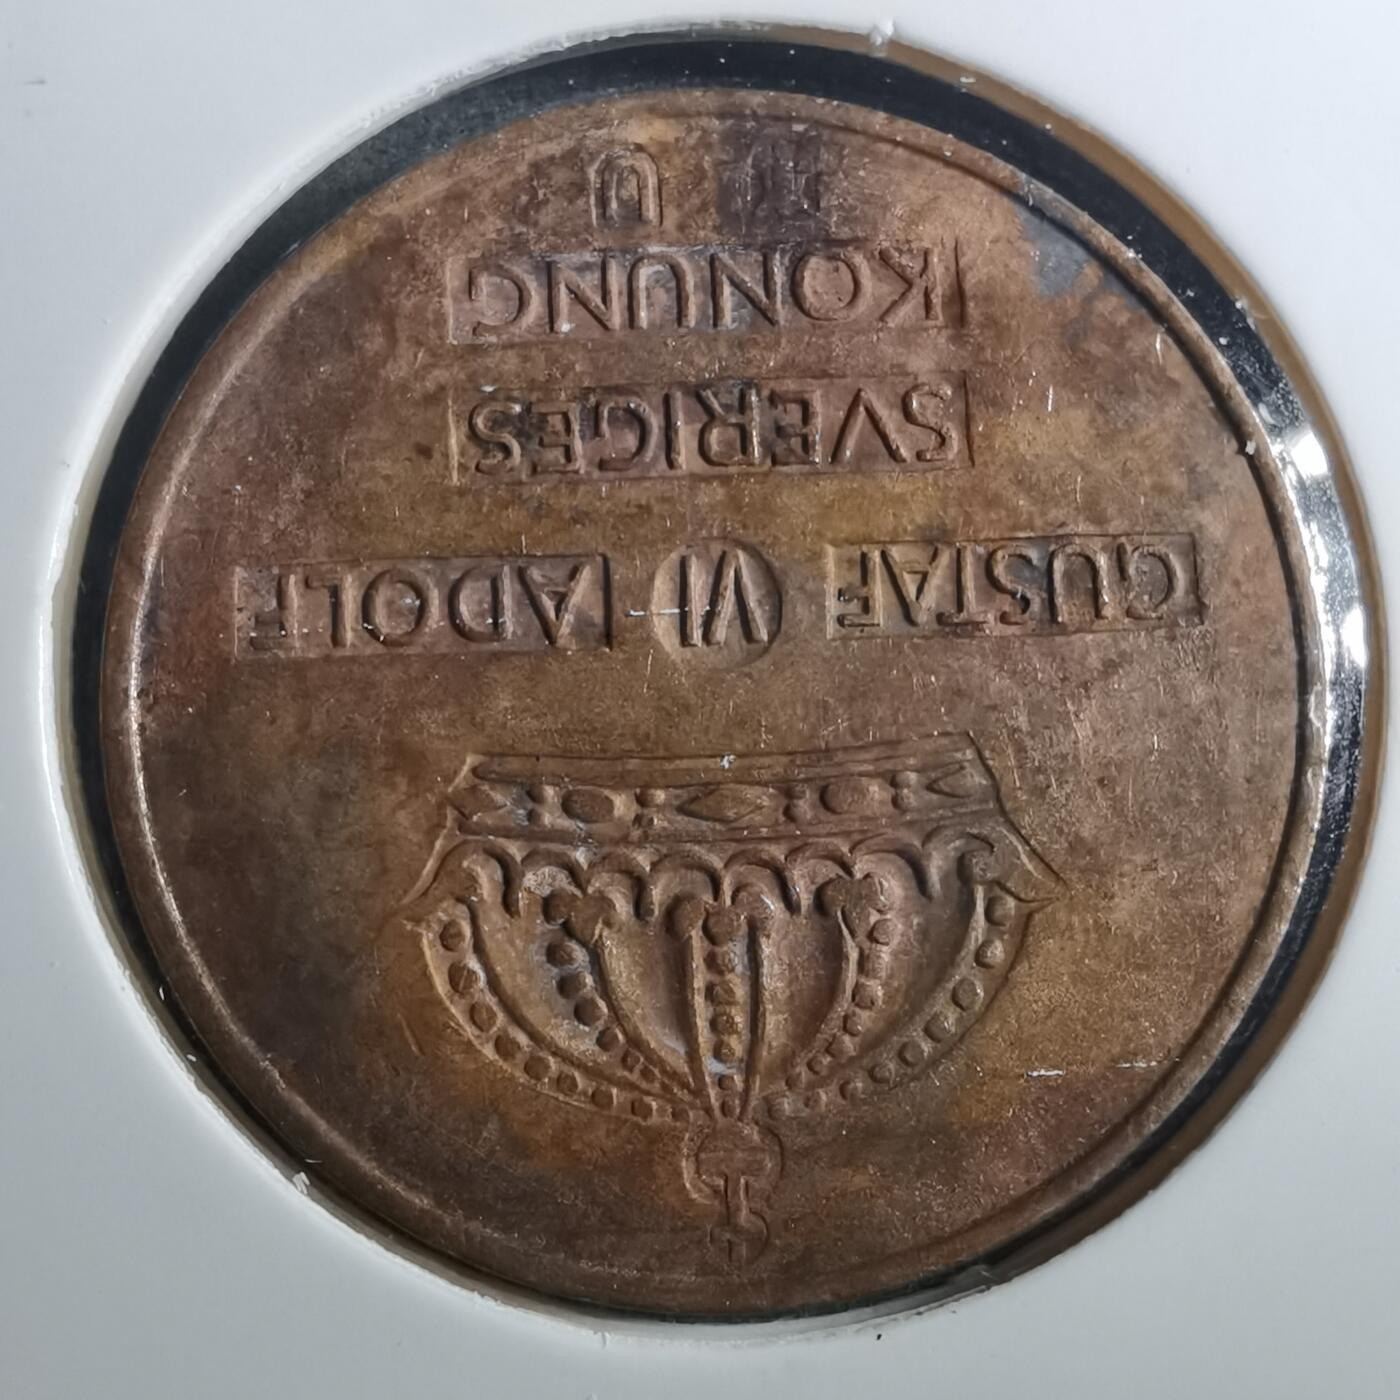 GUSTAF VI ADOLF
SVERIGES
KONUNG
U